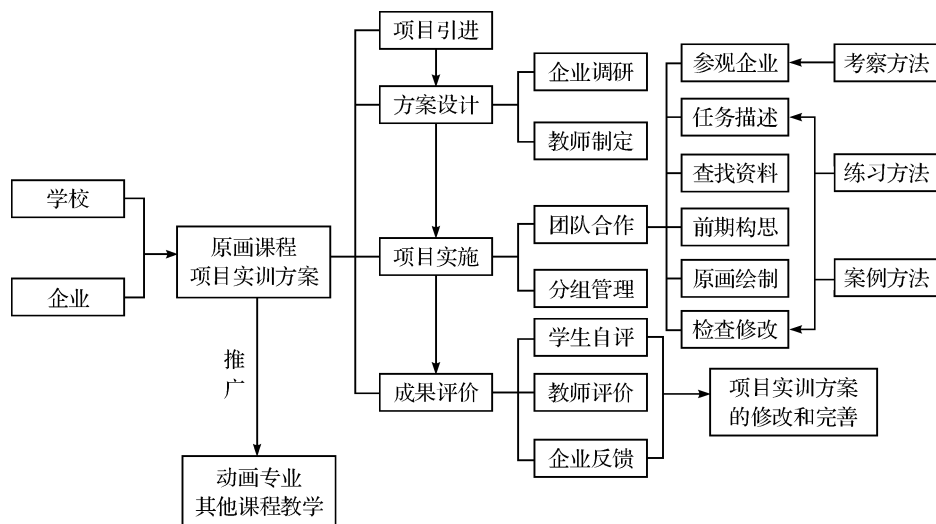 学校
企业
原画课程
项目实训方案
推
广
动画专业
其他课程教学
项目引进
方案设计
项目实施
成果评价
企业调研
教师制定
团队合作
分组管理
学生自评
教师评价
企业反馈
参观企业
任务描述
查找资料
前期构思
原画绘制
检查修改
考察方法
练习方法
案例方法
项目实训方案
的修改和完善